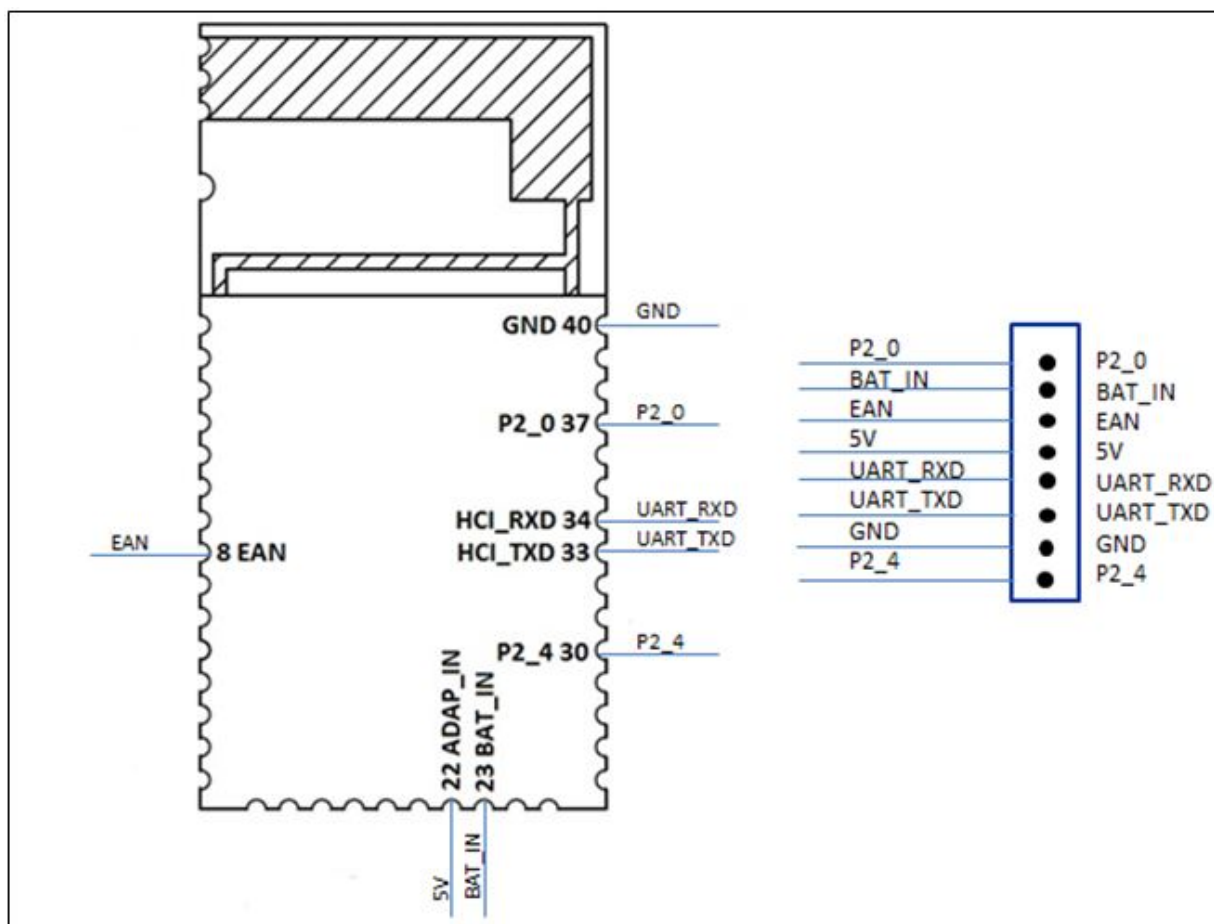 GND 40
GND
P2_0 37
P2_0
HCI_RXD 34
UART_RXD
HCI_TXD 33
UART_TXD
EAN
8 EAN
P2_4 30
P2_4
22 ADAP_IN
23 BAT_IN
5V
BAT_IN
P2_0
P2_0
BAT_IN
BAT_IN
EAN
EAN
5V
5V
UART_RXD
UART_RXD
UART_TXD
UART_TXD
GND
GND
P2_4
P2_4